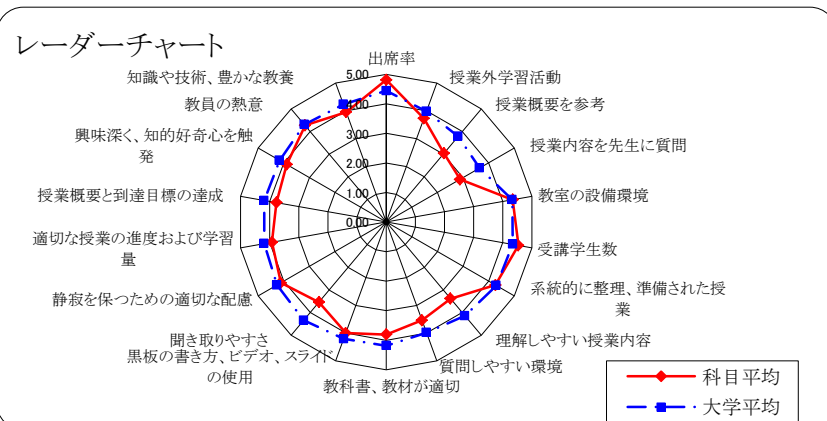 レーダーチャート
出席率
授業外学習活動
授業概要を参考
授業内容を先生に質問
教室の設備環境
受講学生数
系統的に整理、準備された授
業
理解しやすい授業内容
質問しやすい環境
教科書、教材が適切
黒板の書き方、ビデオ、スライド
の使用
聞き取りやすさ
静寂を保つための適切な配慮
適切な授業の進度および学習
量
授業概要と到達目標の達成
興味深く、知的好奇心を触
発
教員の熱意
知識や技術、豊かな教養
5.00
4.00
3.00
2.00
1.00
0.00
科目平均
大学平均